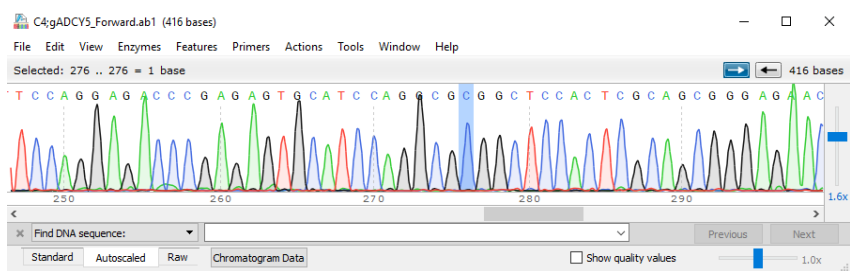 C4;gADCY5_Forward.ab1 (416 bases)
File Edit View Enzymes Features Primers Actions Tools Window Help
Selected: 276 .. 276 = 1 base
416 bases
T C C A G G A G A C C C G A G A G T G C A T C C A G G C G C G G C T C C A C T C G C A G C G G G A G A A C
250 260 270 280 290
1.6x
Find DNA sequence:
Previous Next
Standard Autoscaled Raw Chromatogram Data
Show quality values
1.0x